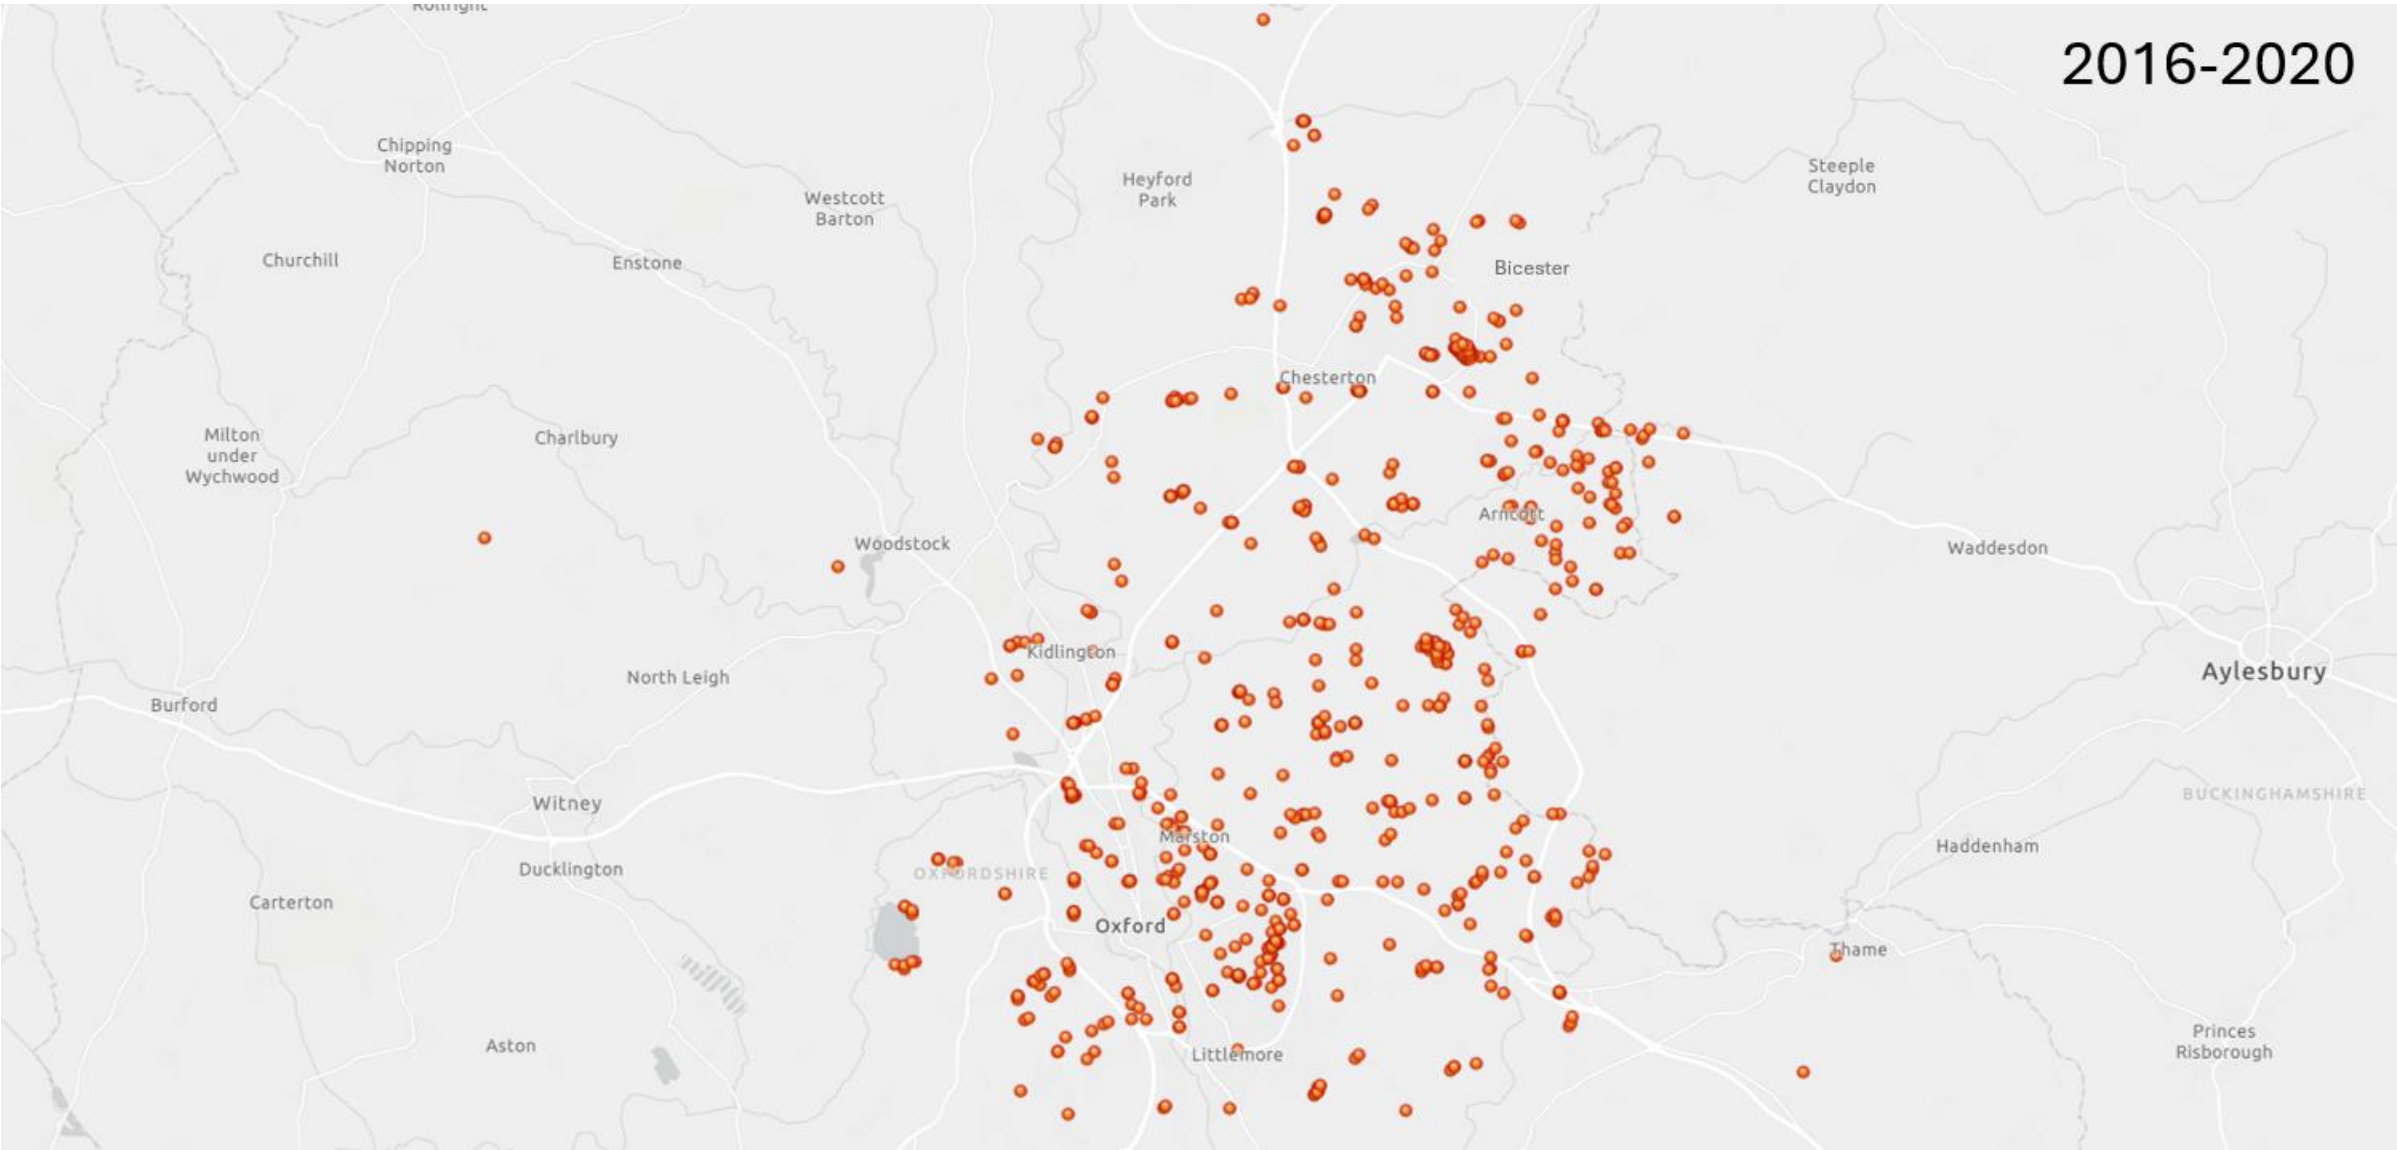 Rollright
2016-2020
Chipping
Norton
Steeple
Claydon
Heyford
Park
Westcott
Barton
Churchill
Enstone
Bicester
Chesterton
Milton
under
Wychwood
Charlbury
Arncott
Woodstock
Waddesdon
Kidlington
Aylesbury
North Leigh
Burford
BUCKINGHAMSHIRE
Witney
Marston
Haddenham
Ducklington
OXFORDSHIRE
Carterton
Oxford
Thame
Princes
Risborough
Aston
Littlemore